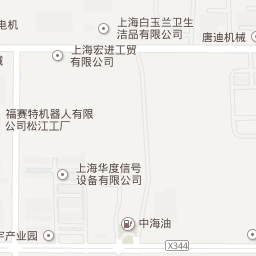 电机
上海白玉兰卫生
洁品有限公司
唐迪机械
上海宏进工贸
有限公司
械
福赛特机器人有限
公司松江工厂
上海华度信号
设备有限公司
中海油
宇产业园
X344